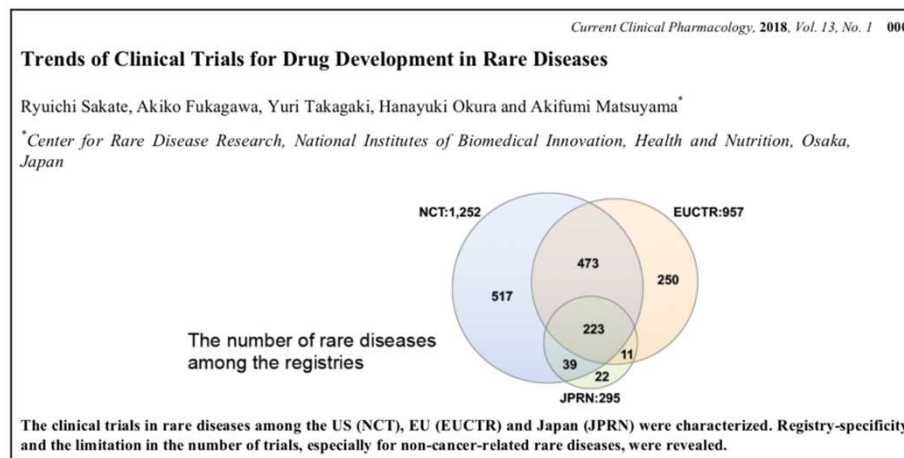 Current Clinical Pharmacology, 2018, Vol. 13, No. 1 000
Trends of Clinical Trials for Drug Development in Rare Diseases
Ryuichi Sakate, Akiko Fukagawa, Yuri Takagaki, Hanayuki Okura and Akifumi Matsuyama*
*Center for Rare Disease Research, National Institutes of Biomedical Innovation, Health and Nutrition, Osaka,
Japan
NCT:1,252
EUCTR:957
473
250
517
223
The number of rare diseases
among the registries
11
39
22
JPRN:295
The clinical trials in rare diseases among the US (NCT), EU (EUCTR) and Japan (JPRN) were characterized. Registry-specificity
and the limitation in the number of trials, especially for non-cancer-related rare diseases, were revealed.